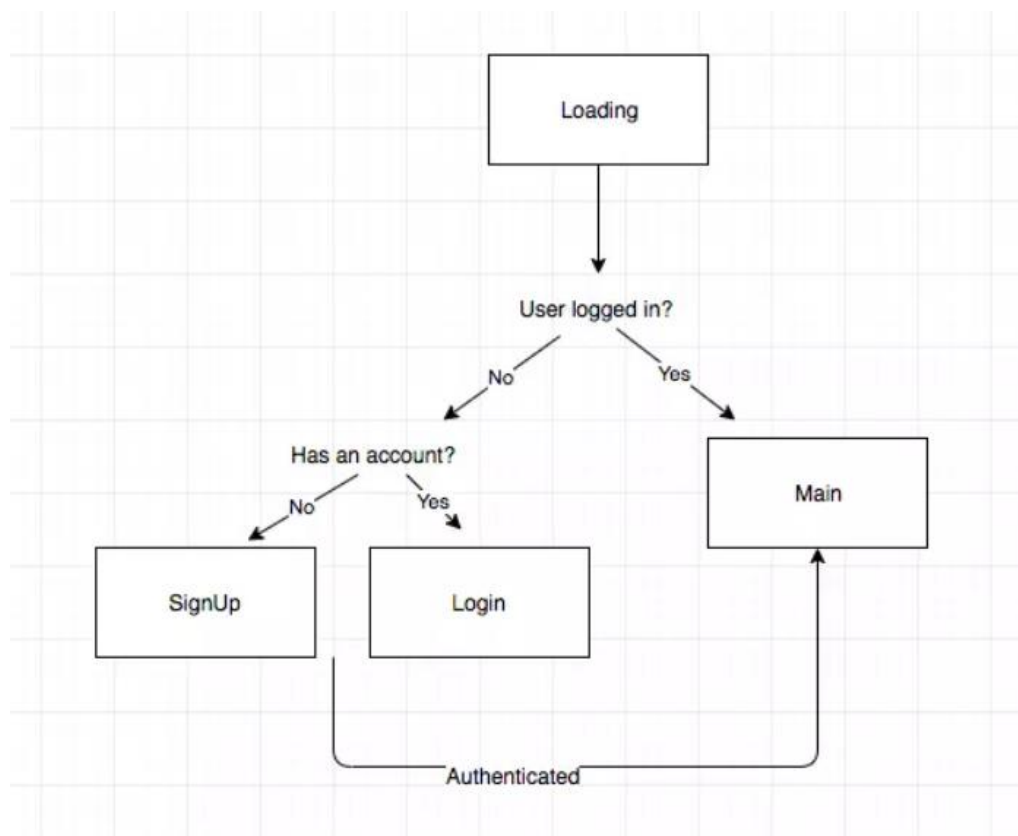 Loading
User logged in?
No
Yes
Has an account?
Main
No
Yes
SignUp
Login
Authenticated